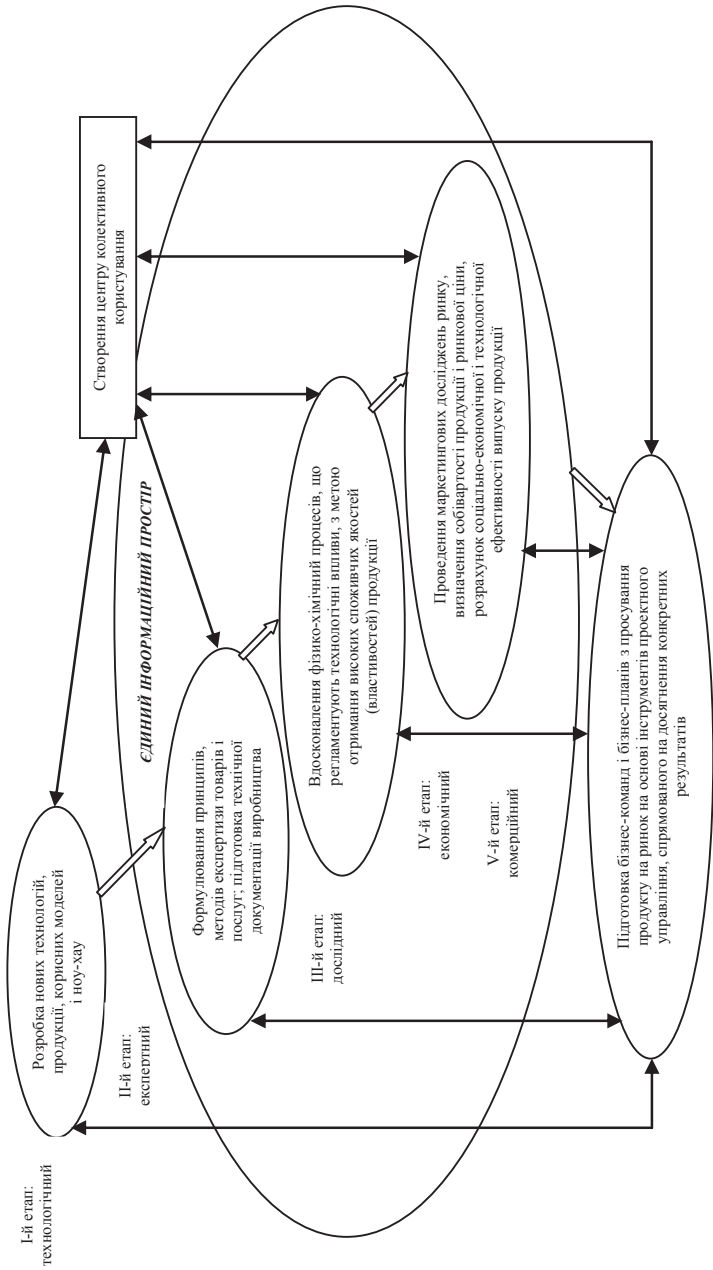 І-й етап:
технологічний
Розробка нових технологій,
продукції, корисних моделей
і ноу-хау
Створення центру колективного
користування
ЄДИНИЙ ІНФОРМАЦІЙНИЙ ПРОСТІР
ІІ-й етап:
експертний
Формулювання принципів,
методів експертизи товарів і
послуг; підготовка технічної
документації виробництва
ІІІ-й етап:
дослідний
Вдосконалення фізико-хімічний процесів, що
регламентують технологічні впливи, з метою
отримання високих споживчих якостей
(властивостей) продукції
IV-й етап:
економічний
Проведення маркетингових досліджень ринку,
визначення собівартості продукції і ринкової ціни,
розрахунок соціально-економічної і технологічної
ефективності випуску продукції
V-й етап:
комерційний
Підготовка бізнес-команд і бізнес-планів з просування
продукту на ринок на основі інструментів проектного
управління, спрямованого на досягнення конкретних
результатів